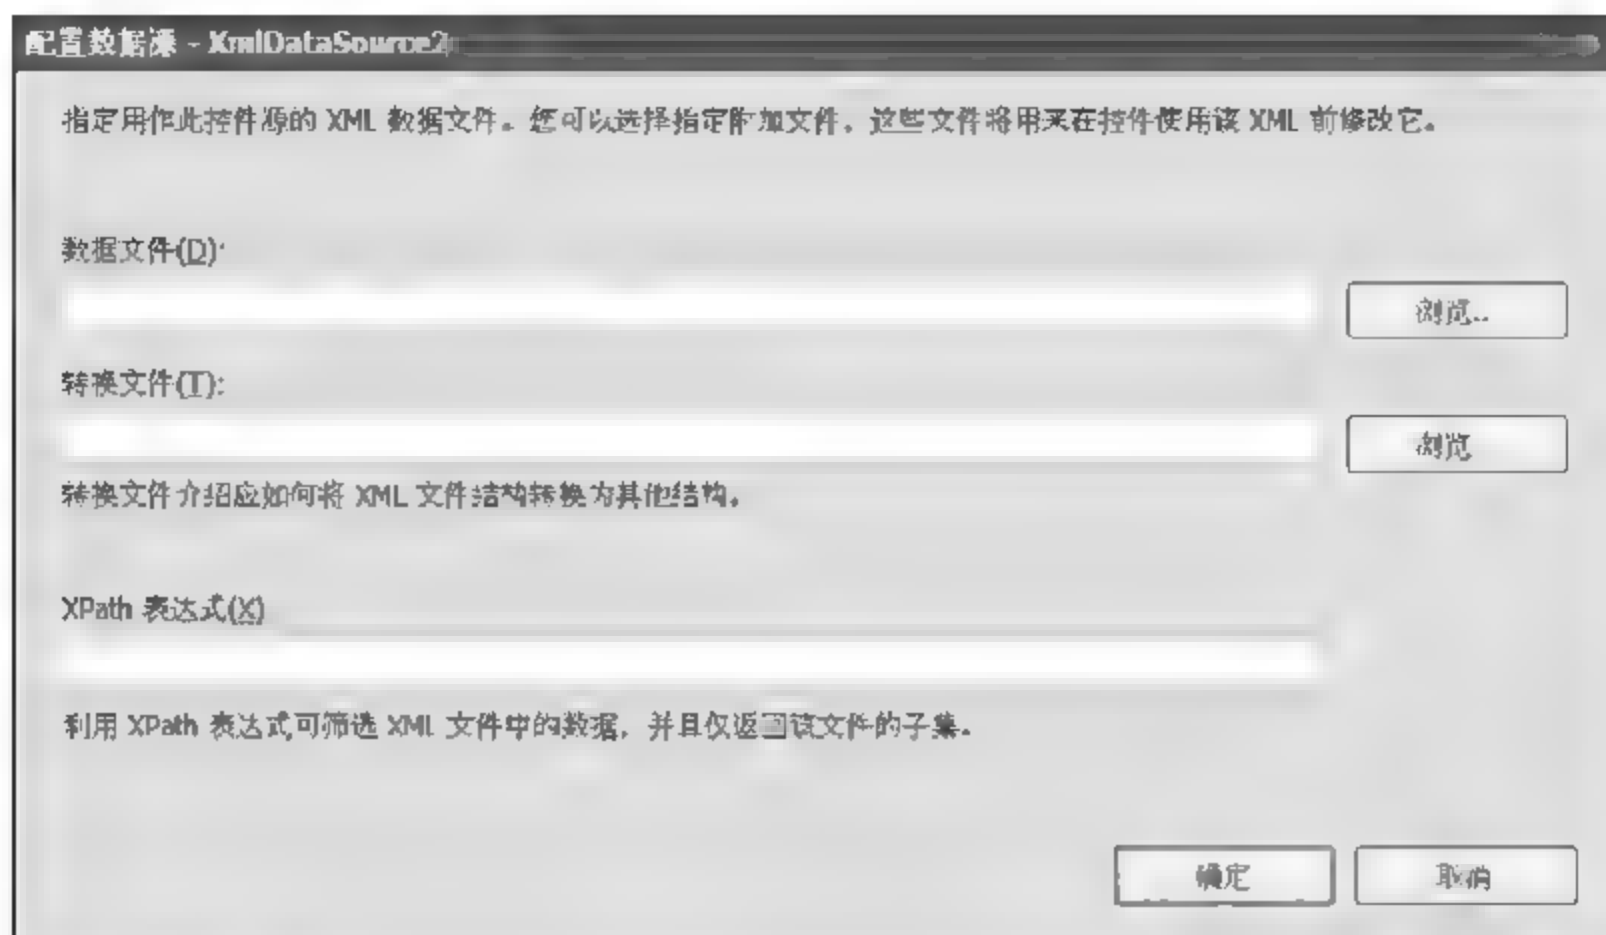 配置数据源 - XmlDataSource2
指定用作此控件源的 XML 数据文件。您可以选择指定附加文件，这些文件将用来在控件使用该 XML 前修改它。
数据文件(D):
浏览...
转换文件(T):
浏览
转换文件介绍应如何将 XML 文件结构转换为其他结构。
XPath 表达式(X)
利用 XPath 表达式可筛选 XML 文件中的数据，并且仅返回该文件的子集。
确定
取消